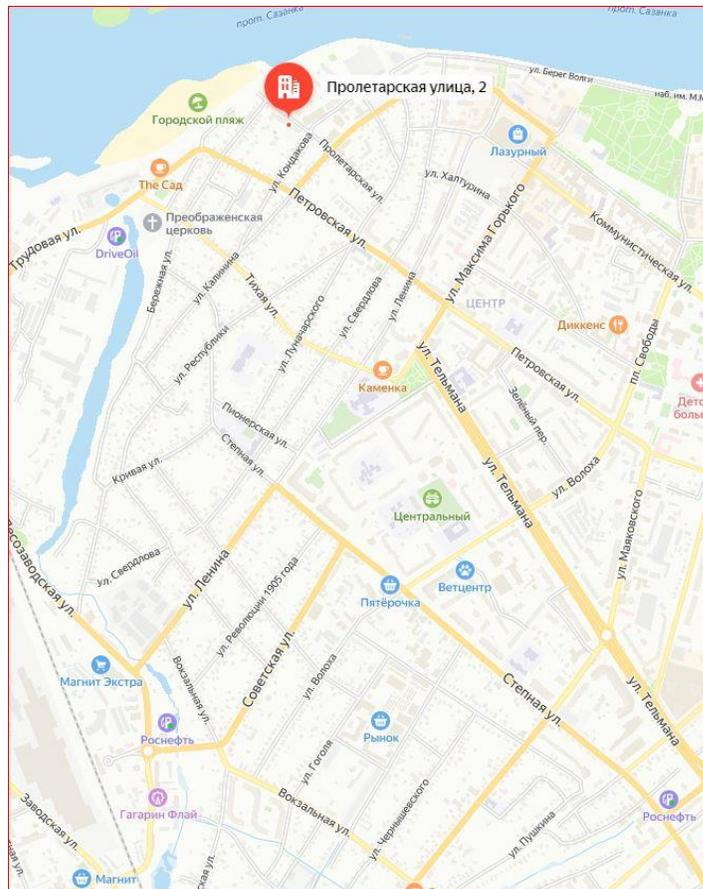 прот. Сазанка
прот. Сазанка
ул. Берег Волги
наб. им. М.М
Пролетарская улица, 2
Городской пляж
ул. Кондакова
Пролетарская ул.
Лазурный
The Сад
ул. Халтурина
Преображенская
церковь
Петровская ул.
ул. Максима Горького
Коммунистическая ул.
Трудовая ул.
DriveOil
Бережная ул.
ул. Калинина
Тихая ул.
ул. Свердлова
ул. Ленина
ЦЕНТР
ул. Республики
ул. Луначарского
Диккенс
пл. Свободы
Каменка
ул. Тельмана
Петровская ул.
Детс
больн
Пионерская ул.
Зелёный пер.
Степная ул.
Кривая ул.
ул. Тельмана
ул. Волоха
Центральный
ул. Маяковского
Лесозаводская ул.
ул. Свердлова
ул. Ленина
ул. Революции 1905 года
Пятёрочка
Ветцентр
Советская ул.
Вокзальная ул.
ул. Волоха
Магнит Экстра
Степная ул.
ул. Тельмана
Роснефть
Рынок
ул. Гоголя
Гагарин Флай
Вокзальная ул.
ул. Чернышевского
Роснефть
Заводская ул.
ул. Пушкина
Магнит